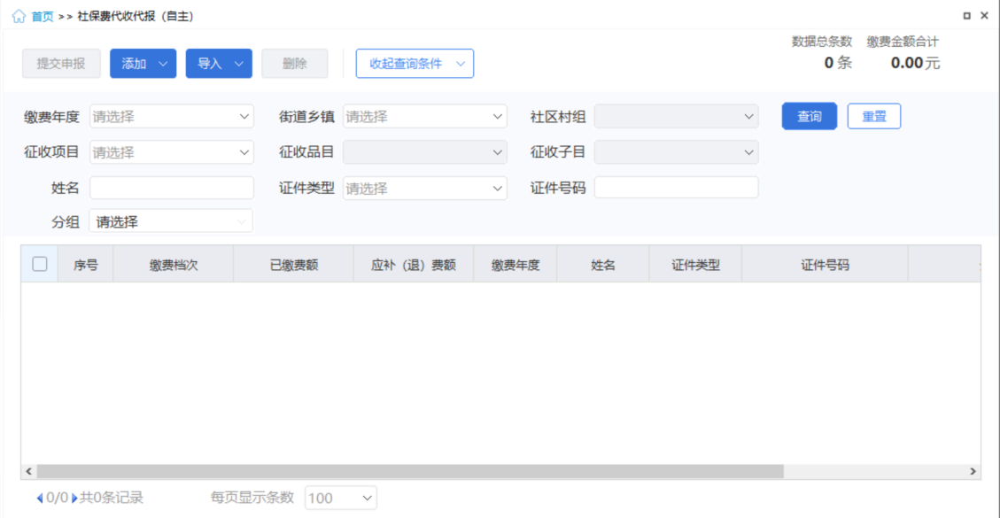 首页 >> 社保费代收代报（自主）
数据总条数 缴费金额合计
提交申报 添加 导入 删除 收起查询条件 0 条 0.00元
缴费年度 请选择 街道乡镇 请选择 社区村组 查询 重置
征收项目 请选择 征收品目 征收子目
姓名 证件类型 请选择 证件号码
分组 请选择
序号 缴费档次 已缴费额 应补（退）费额 缴费年度 姓名 证件类型 证件号码
0/0 共0条记录 每页显示条数 100